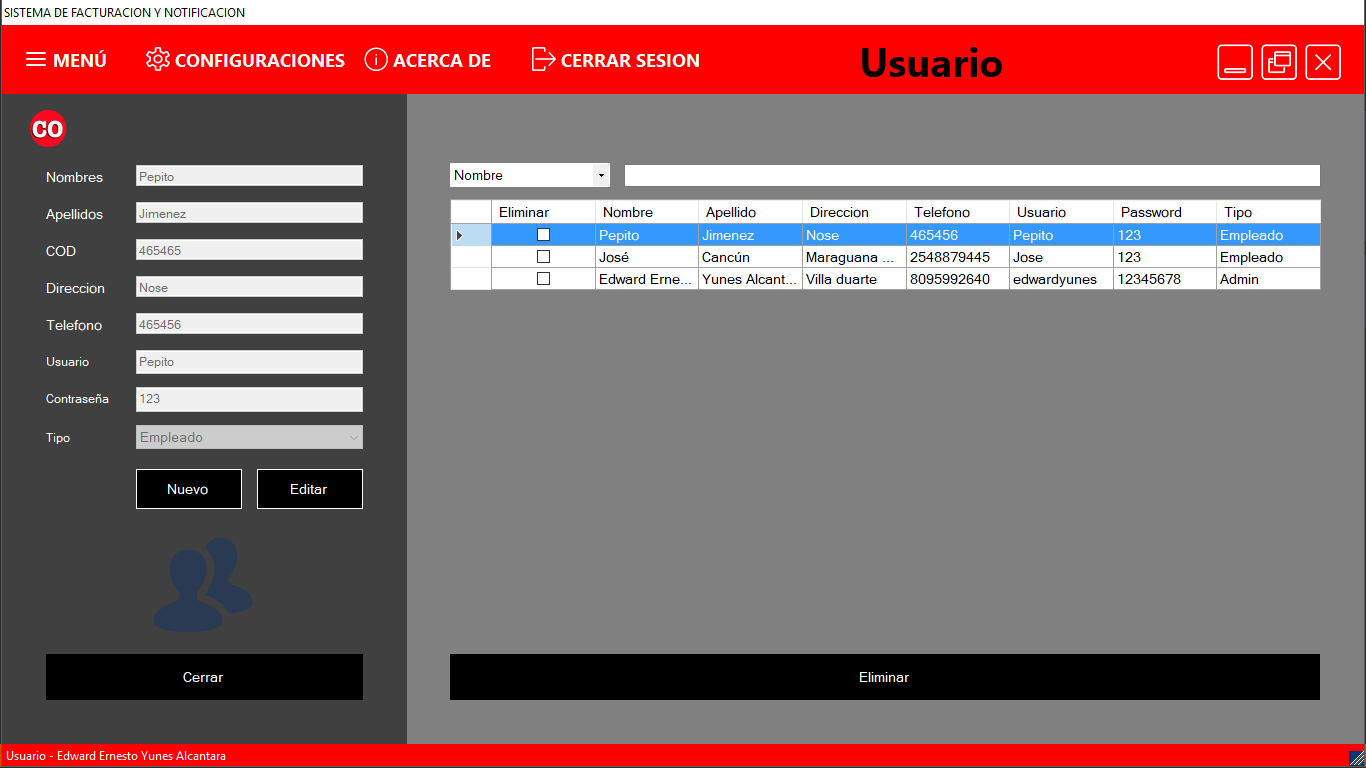 SISTEMA DE FACTURACION Y NOTIFICACION
MENÚ CONFIGURACIONES ACERCA DE CERRAR SESION Usuario
CO
Nombres Pepito
Apellidos Jimenez
COD 465465
Direccion Nose
Telefono 465456
Usuario Pepito
Contraseña 123
Tipo Empleado
Nuevo Editar
Cerrar
Nombre
Eliminar Nombre Apellido Direccion Telefono Usuario Password Tipo
Pepito Jimenez Nose 465456 Pepito 123 Empleado
José Cancún Maraguana ... 2548879445 Jose 123 Empleado
Edward Erne... Yunes Alcant... Villa duarte 8095992640 edwardyunes 12345678 Admin
Eliminar
Usuario - Edward Ernesto Yunes Alcantara